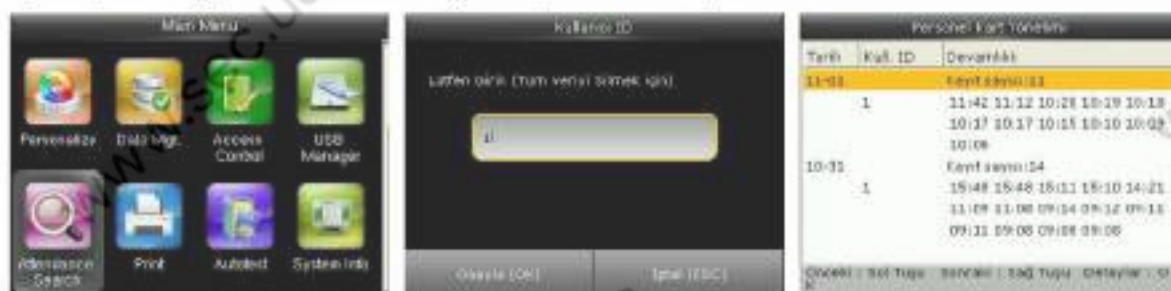 Main Menu
Personalize
Data Mgt.
Access
Control
USB
Manager
Attendance
Search
Print
Autotest
System Info
Kullanıcı ID
Lütfen Girin (Tüm veriyi Silmek için)
Onayla (OK)
İptal (ESC)
Personel Kart Yönetimi
Tarih Kull. ID Devamlılık
11-01 Kayıt sayısı:11
1 11:42 11:12 10:28 10:19 10:18
10:17 10:17 10:15 10:10 10:09
10:06
10-31 Kayıt sayısı:14
1 15:48 15:48 15:11 15:10 14:21
11:09 11:08 09:14 09:12 09:11
09:11 09:08 09:08 09:08
Önceki : Sol Tuşu Sonraki : Sağ Tuşu Detaylar :